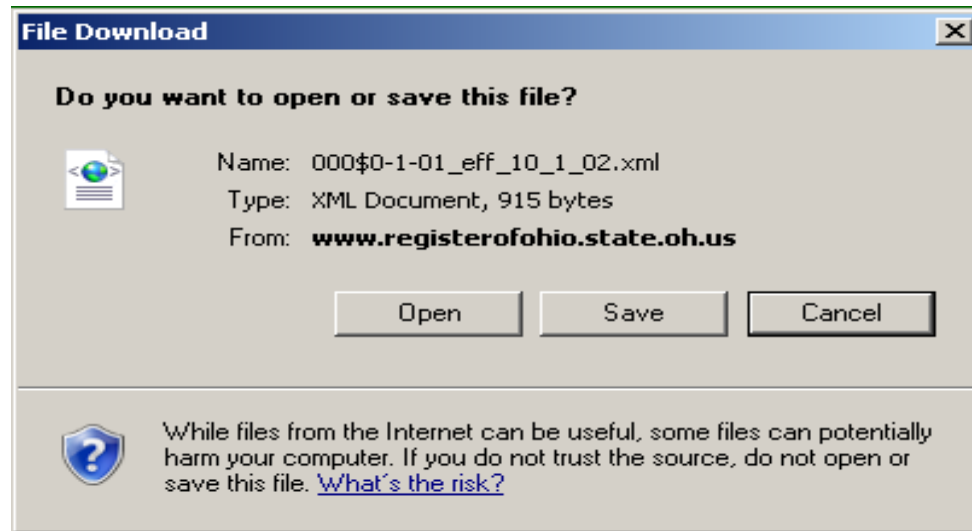 File Download
Do you want to open or save this file?
Name: 000$0-1-01_eff_10_1_02.xml
Type: XML Document, 915 bytes
From: www.registerofohio.state.oh.us
Open Save Cancel
While files from the Internet can be useful, some files can potentially
harm your computer. If you do not trust the source, do not open or
save this file. What's the risk?